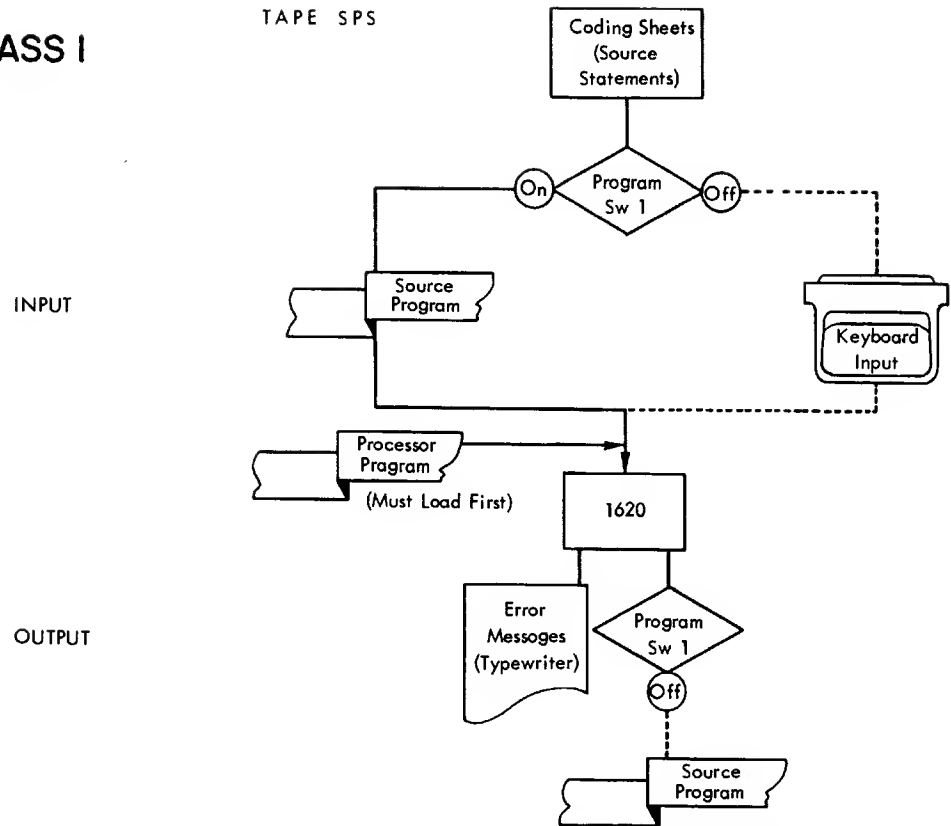 TAPE SPS
ASS I
Coding Sheets
(Source
Statements)
On
Program
Sw 1
Off
INPUT
Source
Program
Keyboard
Input
Processor
Pragram
(Must Load First)
1620
OUTPUT
Error
Messoges
(Typewriter)
Program
Sw 1
Off
Source
Program